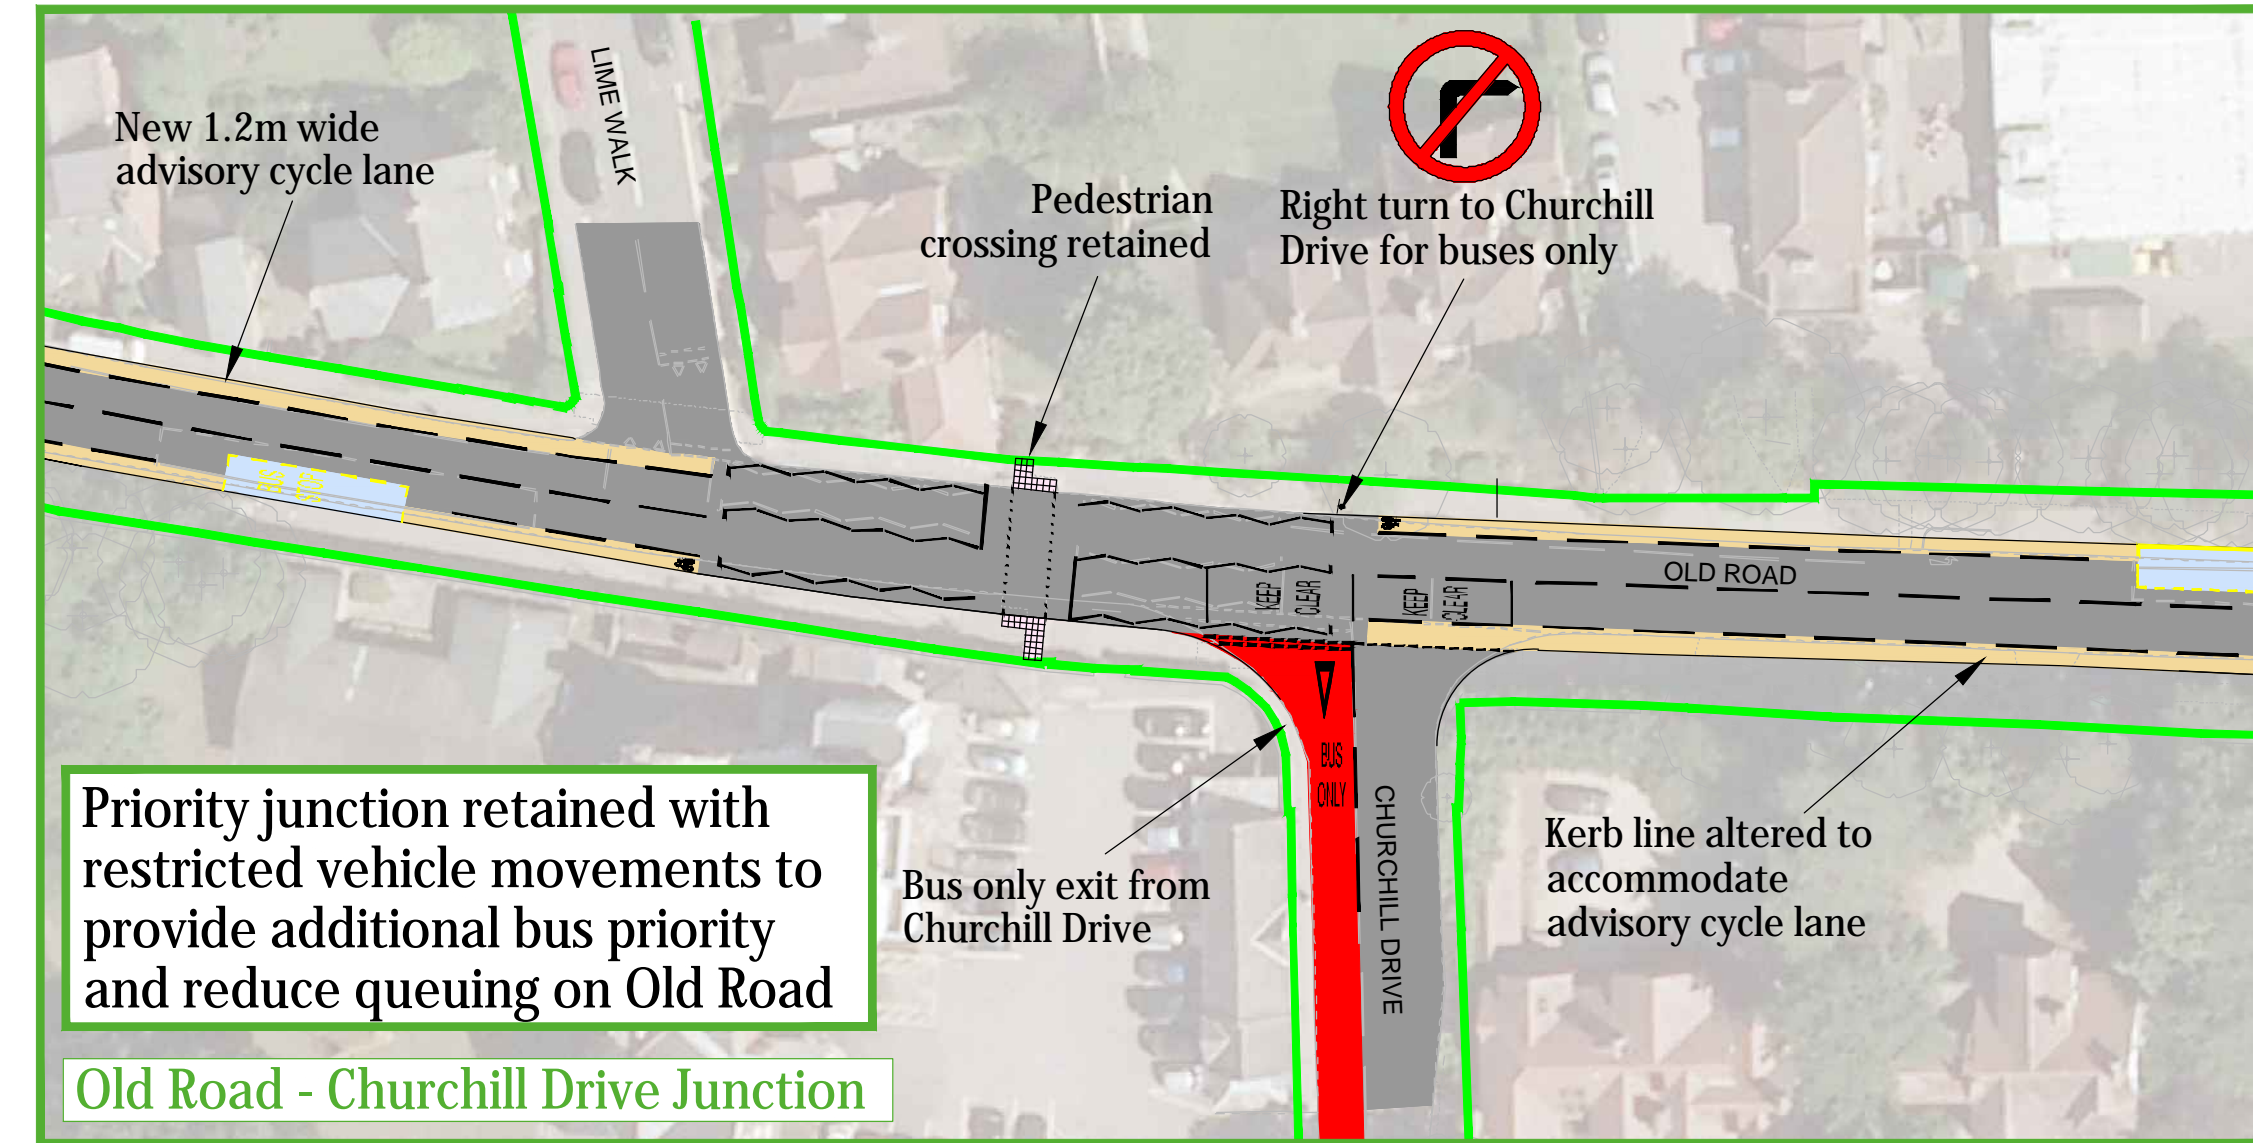 LIME WALK
New 1.2m wide
advisory cycle lane
Pedestrian
crossing retained
Right turn to Churchill
Drive for buses only
BUS
STOP
OLD ROAD
KEEP
CLEAR
KEEP
CLEAR
BUS
ONLY
CHURCHILL DRIVE
Priority junction retained with
restricted vehicle movements to
provide additional bus priority
and reduce queuing on Old Road
Bus only exit from
Churchill Drive
Kerb line altered to
accommodate
advisory cycle lane
Old Road - Churchill Drive Junction